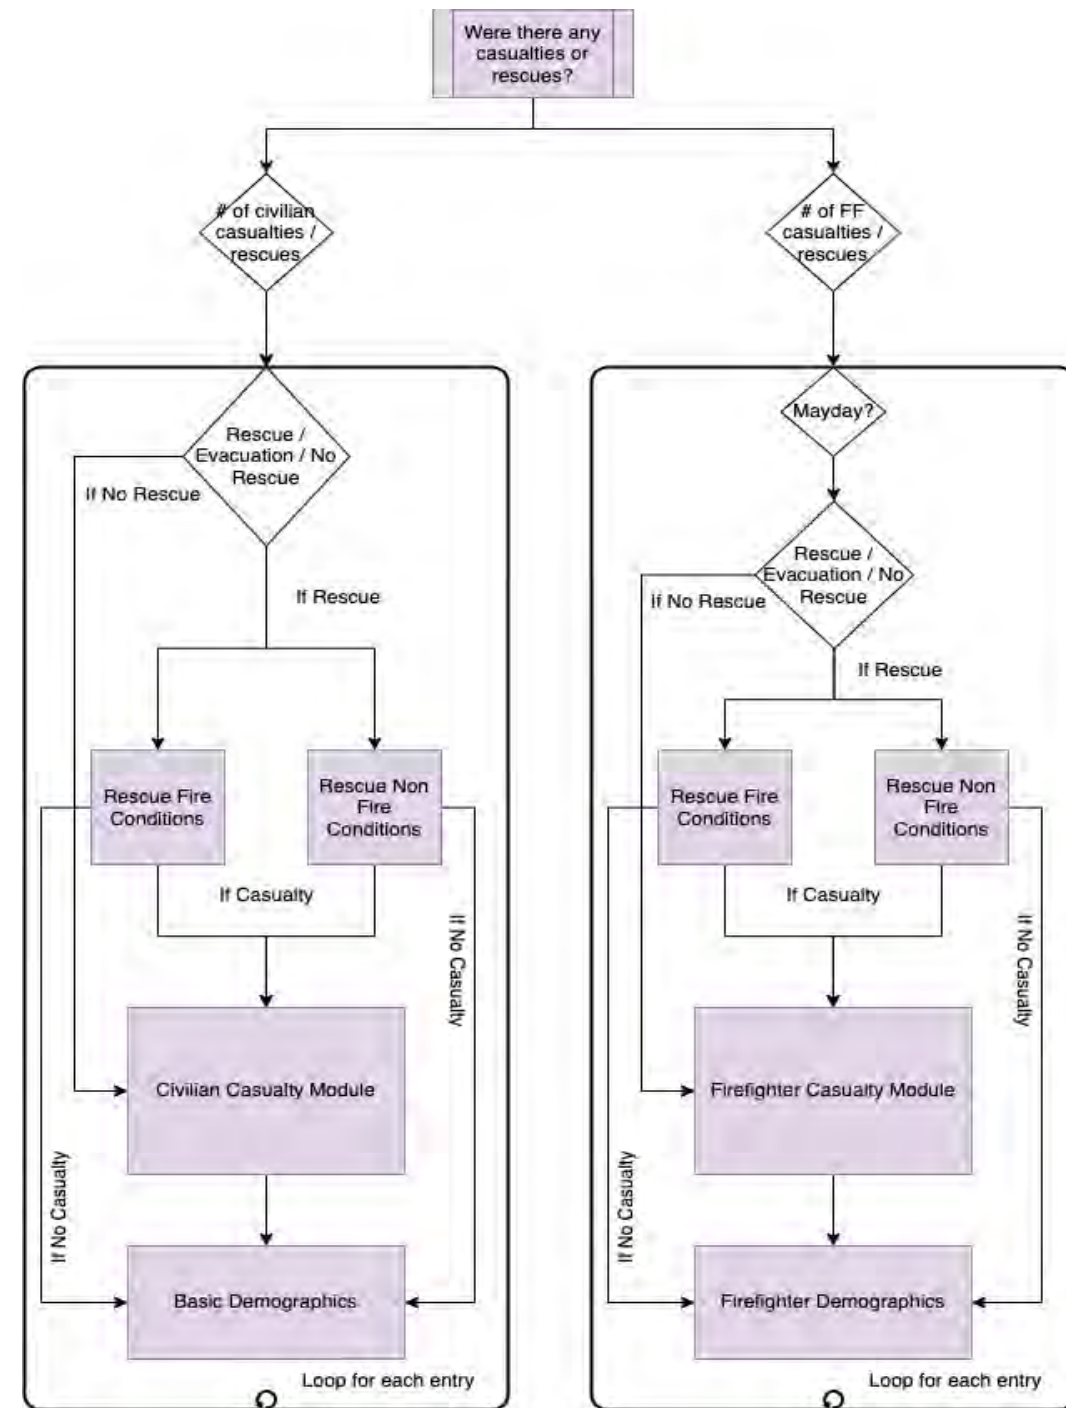 Were there any
casualties or
rescues?
# of civilian
casualties /
rescues
# of FF
casualties /
rescues
Rescue /
Evacuation / No
Rescue
If No Rescue
If Rescue
Rescue Fire
Conditions
Rescue Non
Fire
Conditions
If Casualty
If No Casualty
Civilian Casualty Module
If No Casualty
Basic Demographics
Loop for each entry
Mayday?
Rescue /
Evacuation / No
Rescue
If No Rescue
If Rescue
Rescue Fire
Conditions
Rescue Non
Fire
Conditions
If Casualty
If No Casualty
Firefighter Casualty Module
If No Casualty
Firefighter Demographics
Loop for each entry